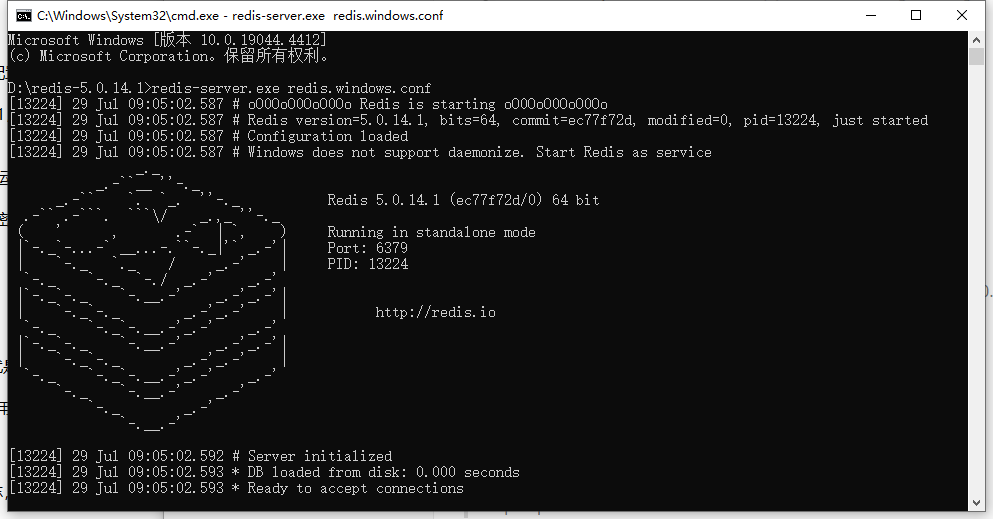 C:\Windows\System32\cmd.exe - redis-server.exe redis.windows.conf
Microsoft Windows [版本 10.0.19044.4412]
(c) Microsoft Corporation。保留所有权利。
D:\redis-5.0.14.1>redis-server.exe redis.windows.conf
[13224] 29 Jul 09:05:02.587 # oO0OoO0OoO0Oo Redis is starting oO0OoO0OoO0Oo
[13224] 29 Jul 09:05:02.587 # Redis version=5.0.14.1, bits=64, commit=ec77f72d, modified=0, pid=13224, just started
[13224] 29 Jul 09:05:02.587 # Configuration loaded
[13224] 29 Jul 09:05:02.587 # Windows does not support daemonize. Start Redis as service
Redis 5.0.14.1 (ec77f72d/0) 64 bit
Running in standalone mode
Port: 6379
PID: 13224
http://redis.io
[13224] 29 Jul 09:05:02.592 # Server initialized
[13224] 29 Jul 09:05:02.593 * DB loaded from disk: 0.000 seconds
[13224] 29 Jul 09:05:02.593 * Ready to accept connections